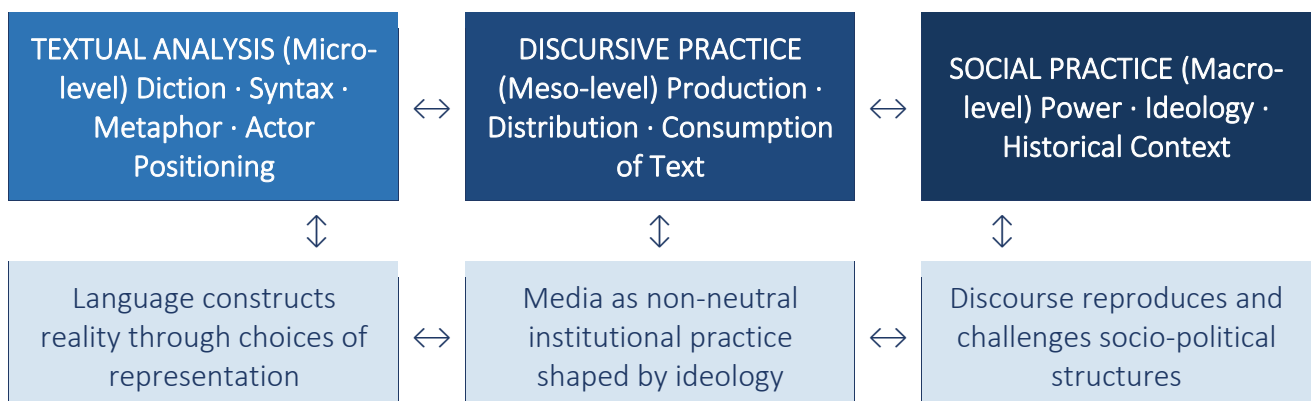 TEXTUAL ANALYSIS (Micro-
level) Diction · Syntax ·
Metaphor · Actor
Positioning
↔
DISCURSIVE PRACTICE
(Meso-level) Production ·
Distribution · Consumption
of Text
↔
SOCIAL PRACTICE (Macro-
level) Power · Ideology ·
Historical Context
↕
↕
↕
Language constructs
reality through choices of
representation
↔
Media as non-neutral
institutional practice
shaped by ideology
↔
Discourse reproduces and
challenges socio-political
structures